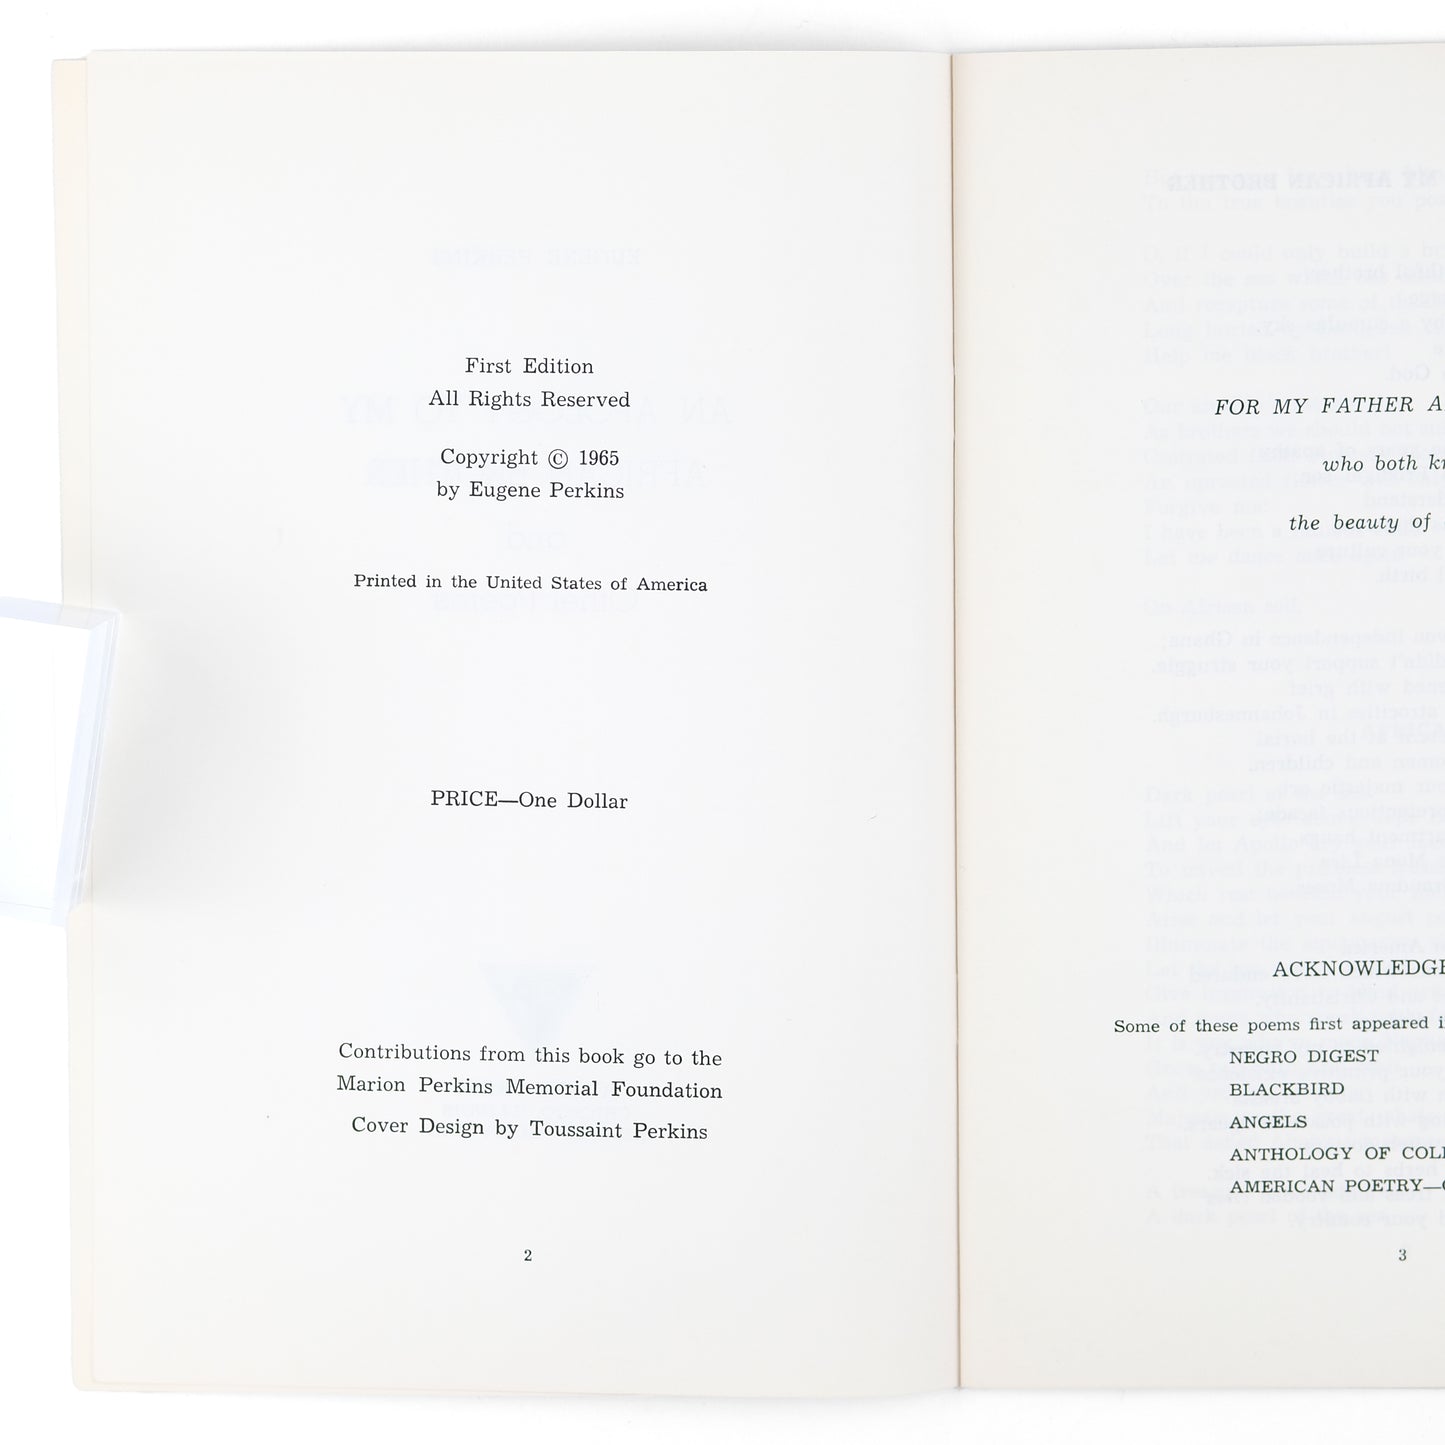 First Edition
All Rights Reserved
Copyright © 1965
by Eugene Perkins
Printed in the United States of America
PRICE—One Dollar
Contributions from this book go to the
Marion Perkins Memorial Foundation
Cover Design by Toussaint Perkins
2
FOR MY FATHER
who both
the beauty of
Some of these poems first appeared
NEGRO DIGEST
BLACKBIRD
ANGELS
ANTHOLOGY OF
AMERICAN POETRY—
3